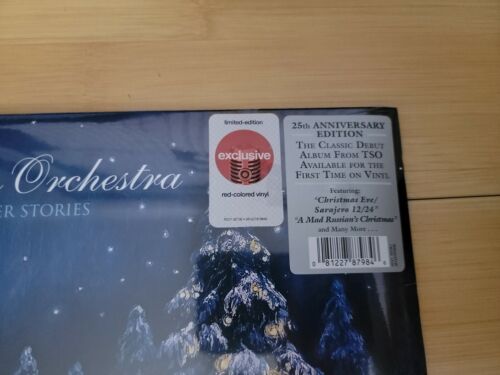 Orchestra
ER STORIES
limited-edition
exclusive
red-colored vinyl
25th ANNIVERSARY
EDITION
THE CLASSIC DEBUT
ALBUM FROM TSO
AVAILABLE FOR THE
FIRST TIME ON VINYL
Featuring:
"Christmas Eve/
Sarajevo 12/24"
"A Mad Russian's Christmas"
and Many More . . .
0 81227 87984 6